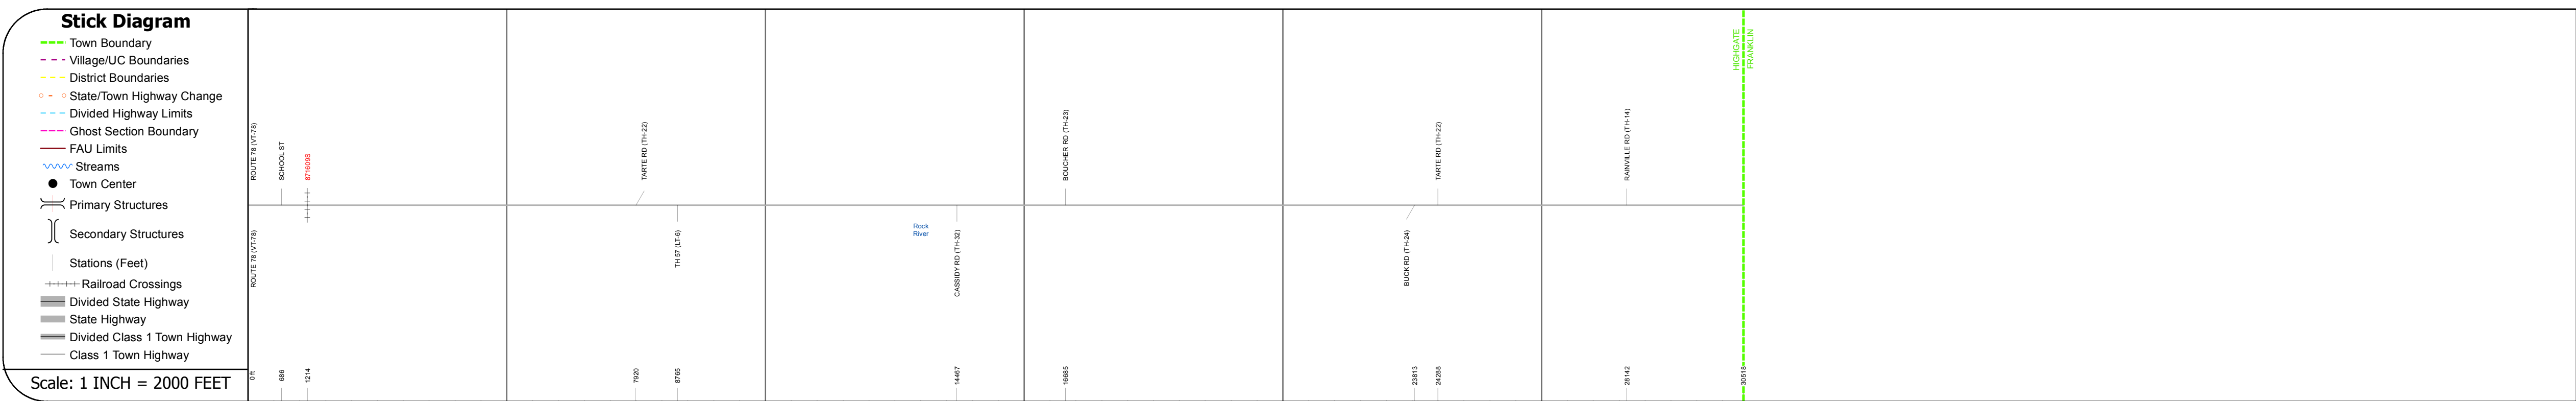 Stick Diagram
Town Boundary
Village/UC Boundaries
District Boundaries
State/Town Highway Change
Divided Highway Limits
Ghost Section Boundary
FAU Limits
Streams
Town Center
Primary Structures
Secondary Structures
Stations (Feet)
Railroad Crossings
Divided State Highway
State Highway
Divided Class 1 Town Highway
Class 1 Town Highway
Scale: 1 INCH = 2000 FEET
ROUTE 78 (VT-78)
SCHOOL ST
871609S
TARTE RD (TH-22)
BOUCHER RD (TH-23)
TARTE RD (TH-22)
RAINVILLE RD (TH-14)
HIGHGATE
FRANKLIN
ROUTE 78 (VT-78)
TH 57 (LT-6)
Rock
River
CASSIDY RD (TH-32)
BUCK RD (TH-24)
0 ft
686
1214
7920
8765
14467
16685
23813
24288
28142
30518